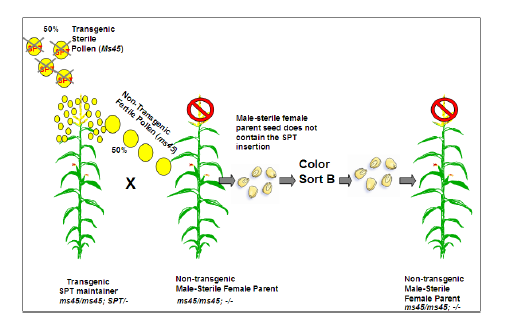 50%
Transgenic
Sterile
Pollen (Ms45)
SPT
SPT
SPT
SPT
Non-Transgenic
Fertile Pollen (ms45)
50%
X
Male-sterile female
parent seed does not
contain the SPT
insertion
Color
Sort B
Transgenic
SPT maintainer
ms45/ms45; SPT/-
Non-transgenic
Male-Sterile Female Parent
ms45/ms45; -/-
Non-transgenic
Male-Sterile
Female Parent
ms45/ms45; -/-